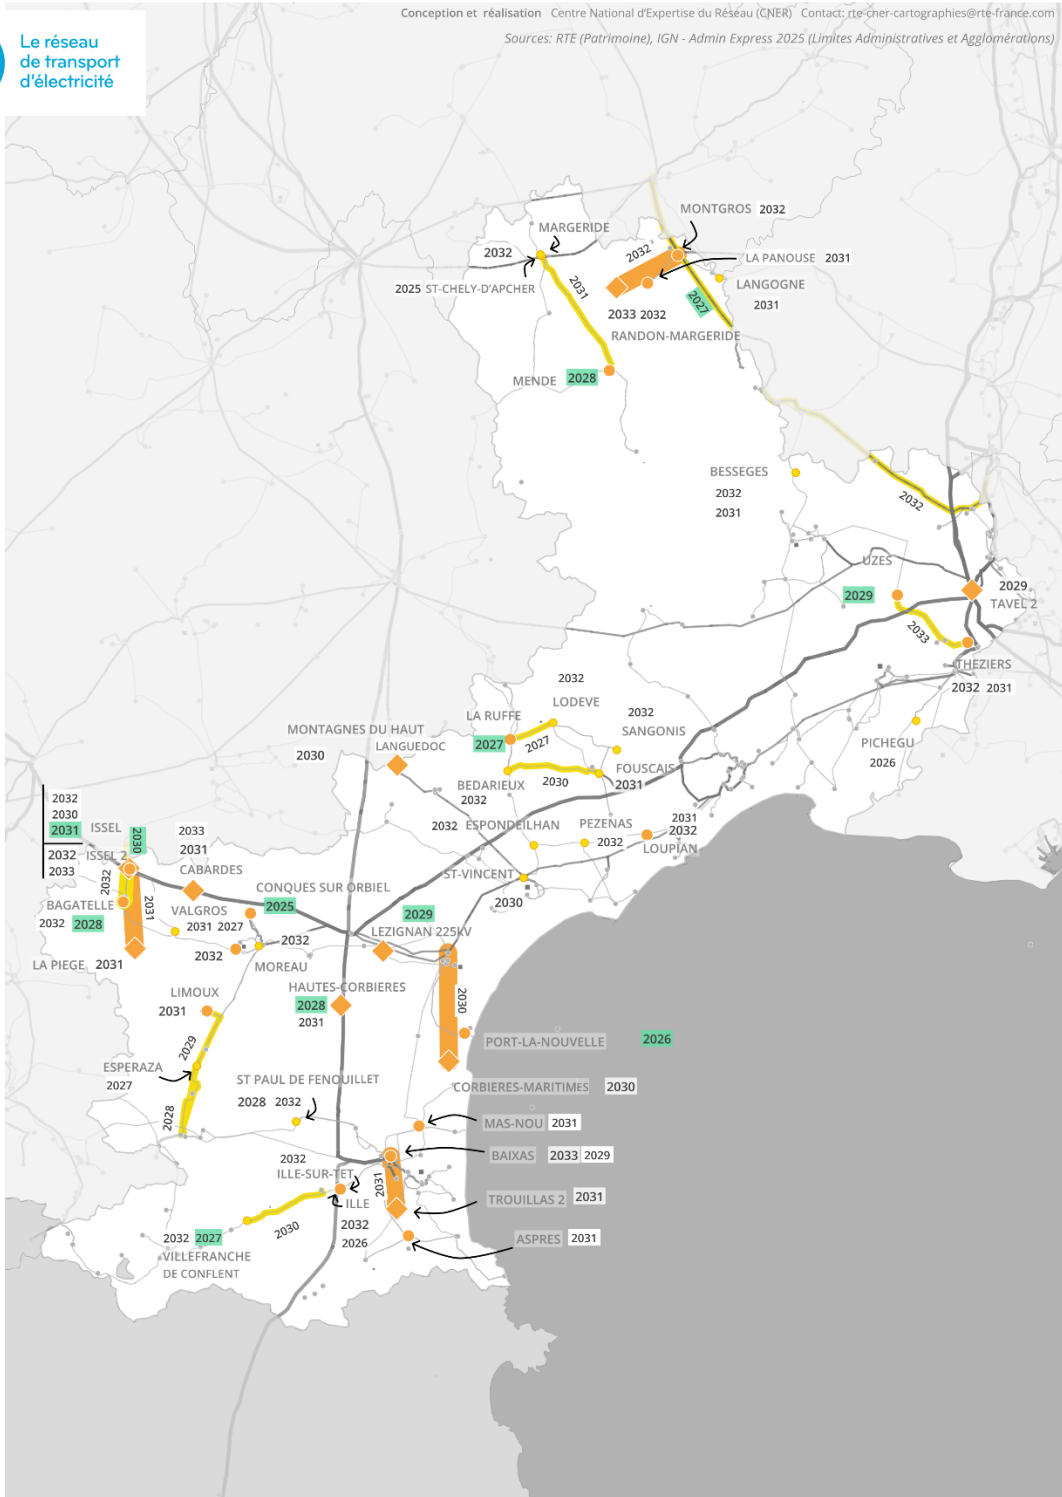 Conception et réalisation Centre National d'Expertise du Réseau (CNER) Contact: rte-cner-cartographies@rte-france.com
Sources: RTE (Patrimoine), IGN - Admin Express 2025 (Limites Administratives et Agglomérations)
Le réseau
de transport
d'électricité
MONTGROS 2032
MARGERIDE
2032
2032
LA PANOUSE 2031
2025 ST-CHELY-D'APCHER
2031
LANGOGNE
2031
2027
2033 2032
RANDON-MARGERIDE
MENDE 2028
BESSEGES
2032
2031
2032
UZES
2029
2029
TAVEL 2
2033
THEZIERS
2032 2031
PICHEGU
2026
2032
LODEVE
LA RUFFE
2032
SANGONIS
2027
2027
MONTAGNES DU HAUT
LANGUEDOC
2030
FOUSCAIS
2031
BEDARIEUX
2032
2030
2032
2030
2031
ISSEL
2030
2032
2033
ISSEL 2
2033
2031
CABARDES
2032 ESPONDEILHAN
PEZENAS
2032
2031
2032
LOUPIAN
ST-VINCENT
2030
2032
BAGATELLE
2032 2028
2031
VALGROS
2031 2027
CONQUES SUR ORBIEL
2025
2029
LEZIGNAN 225KV
2032
2032
MOREAU
LA PIEGE 2031
LIMOUX
2031
HAUTES-CORBIERES
2028
2031
2030
PORT-LA-NOUVELLE 2026
2029
ESPERAZA
2027
ST PAUL DE FENOUILLET
2028 2032
CORBIERES-MARITIMES 2030
2028
MAS-NOU 2031
BAIXAS 2033 2029
2032
ILLE-SUR-TET
2031
ILLE
TROUILLAS 2 2031
2032
2026
2030
2032 2027
VILLEFRANCHE
DE CONFLENT
ASPRES 2031